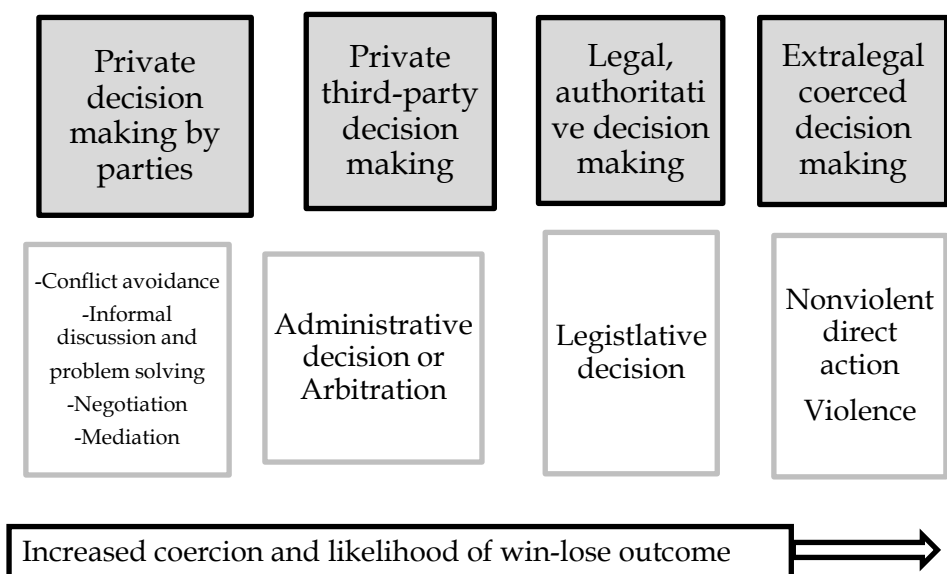 Private
decision
making by
parties
Private
third-party
decision
making
Legal,
authoritati
ve decision
making
Extralegal
coerced
decision
making
-Conflict avoidance
-Informal
discussion and
problem solving
-Negotiation
-Mediation
Administrative
decision or
Arbitration
Legistlative
decision
Nonviolent
direct
action
Violence
Increased coercion and likelihood of win-lose outcome